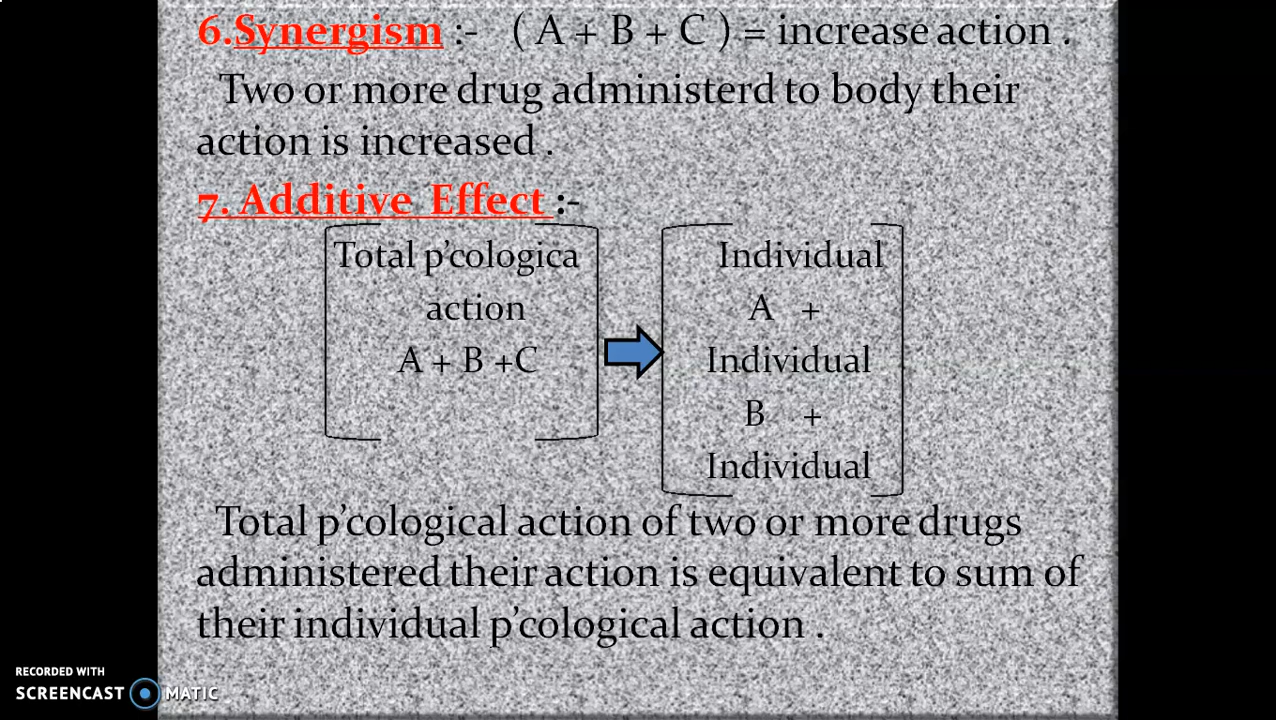 6.Synergism :- ( A + B + C ) = increase action .
Two or more drug administerd to body their
action is increased .
7. Additive Effect :-
Total p’cologica
action
A + B +C
Individual
A +
Individual
B +
Individual
Total p’cological action of two or more drugs
administered their action is equivalent to sum of
their individual p’cological action .
RECORDED WITH
SCREENCAST MATIC